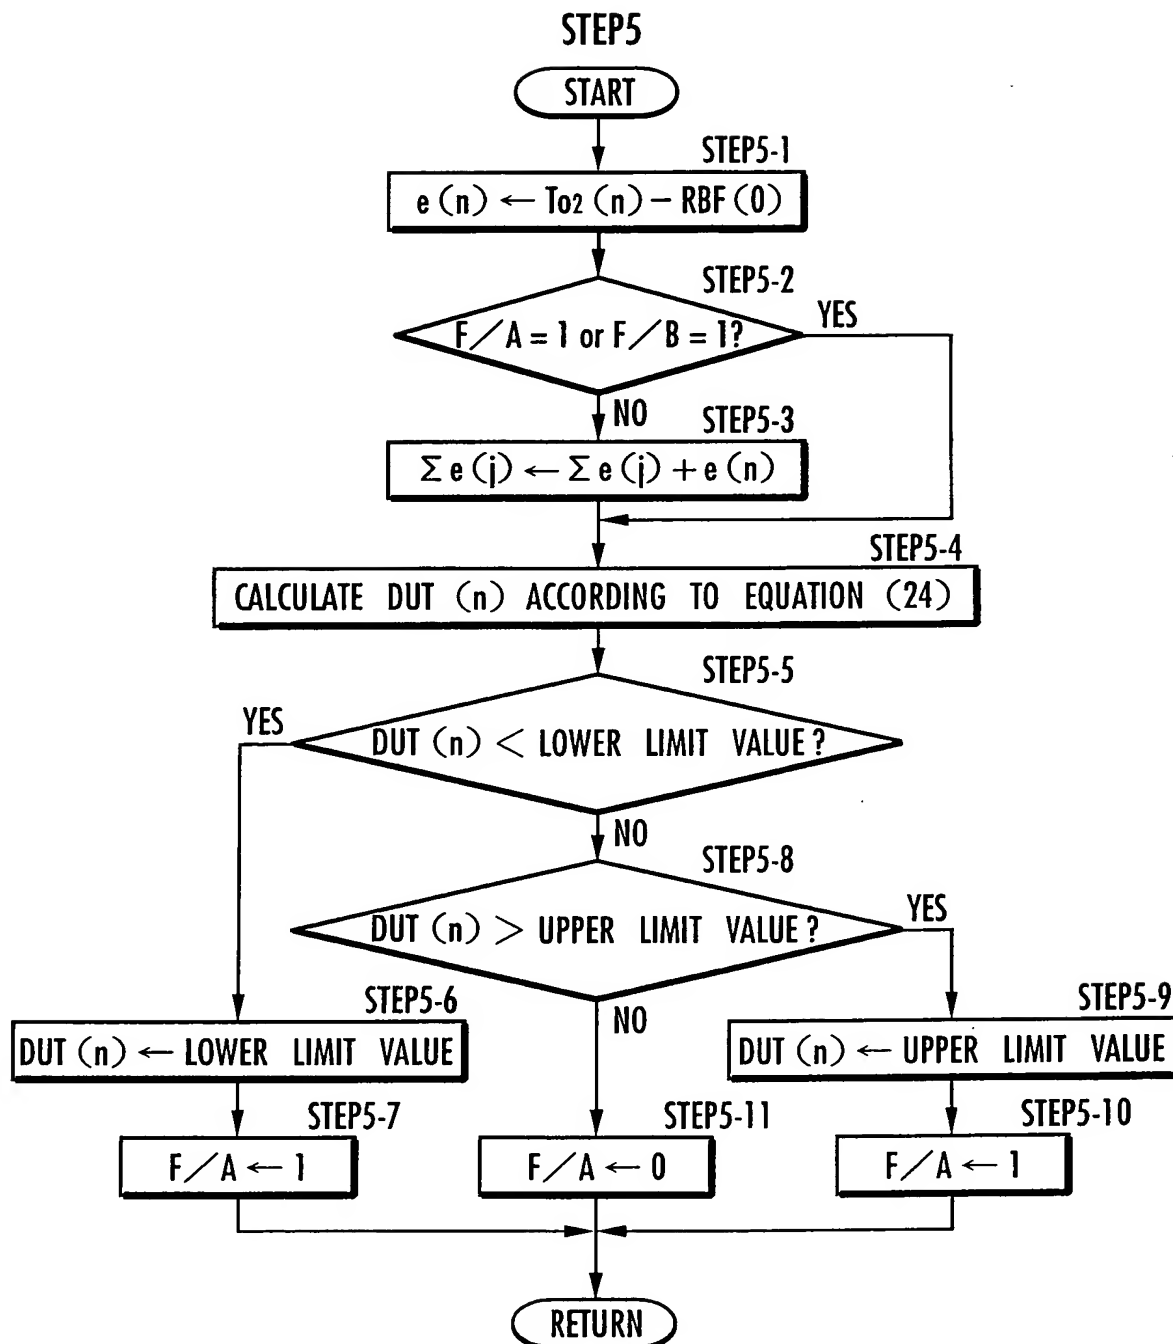 STEP5
START
STEP5-1
e(n) ← To2(n) − RBF(0)
STEP5-2
F/A = 1 or F/B = 1?
YES
NO
STEP5-3
Σe(j) ← Σe(j) + e(n)
STEP5-4
CALCULATE DUT (n) ACCORDING TO EQUATION (24)
STEP5-5
YES
DUT (n) < LOWER LIMIT VALUE?
NO
STEP5-8
DUT (n) > UPPER LIMIT VALUE?
YES
NO
STEP5-6
DUT (n) ← LOWER LIMIT VALUE
STEP5-9
DUT (n) ← UPPER LIMIT VALUE
STEP5-7
F/A ← 1
STEP5-11
F/A ← 0
STEP5-10
F/A ← 1
RETURN